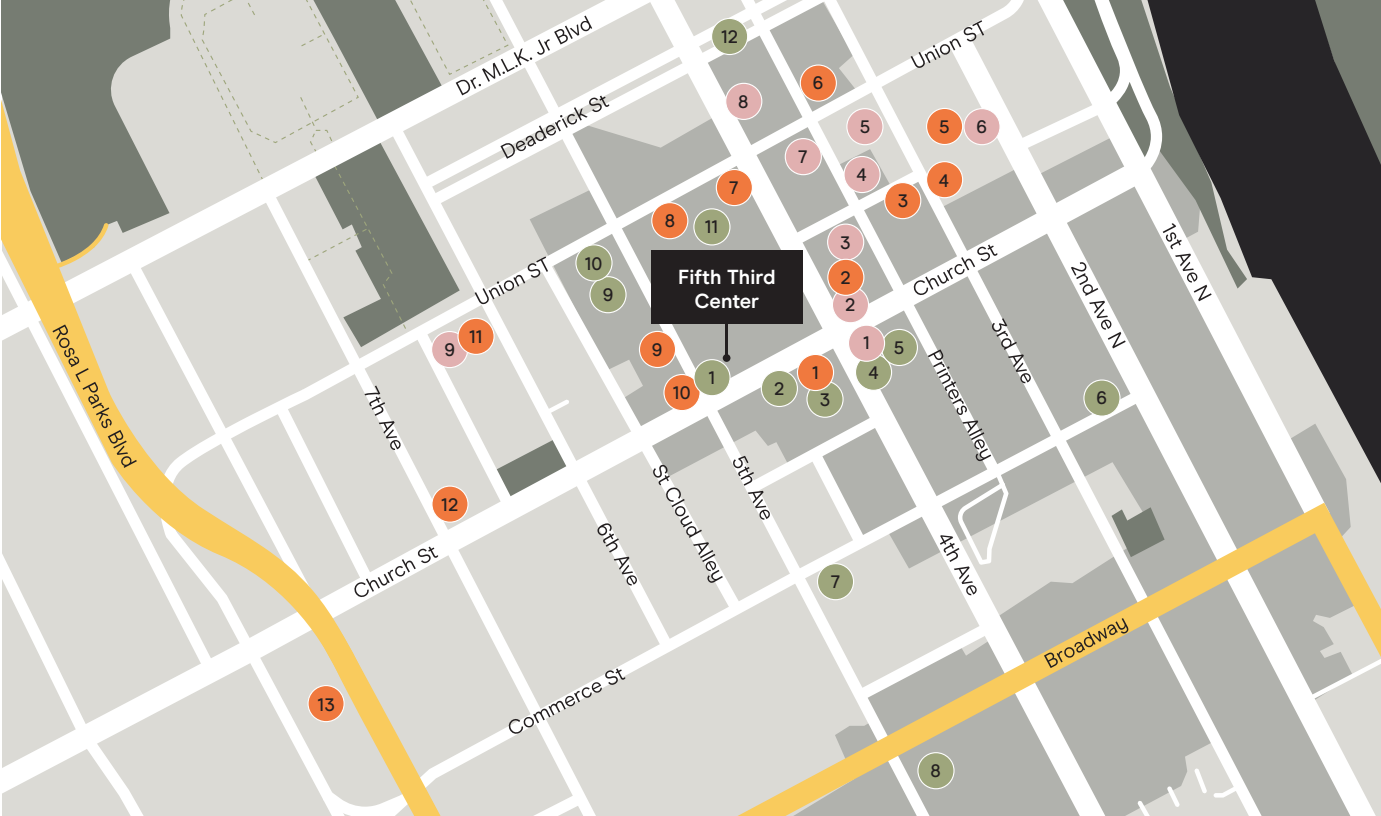 12
Dr. M.L.K. Jr Blvd
Union ST
6
8
Deaderick St
5
5
6
7
4
4
7
3
8
11
3
Church St
1st Ave N
10
Union ST
9
Fifth Third
Center
2
2
2nd Ave N
Rosa L Parks Blvd
9
11
9
1
5
3rd Ave
Printers Alley
10
1
2
1
3
4
6
7th Ave
12
St Cloud Alley
5th Ave
6th Ave
Church St
4th Ave
7
Broadway
13
Commerce St
8